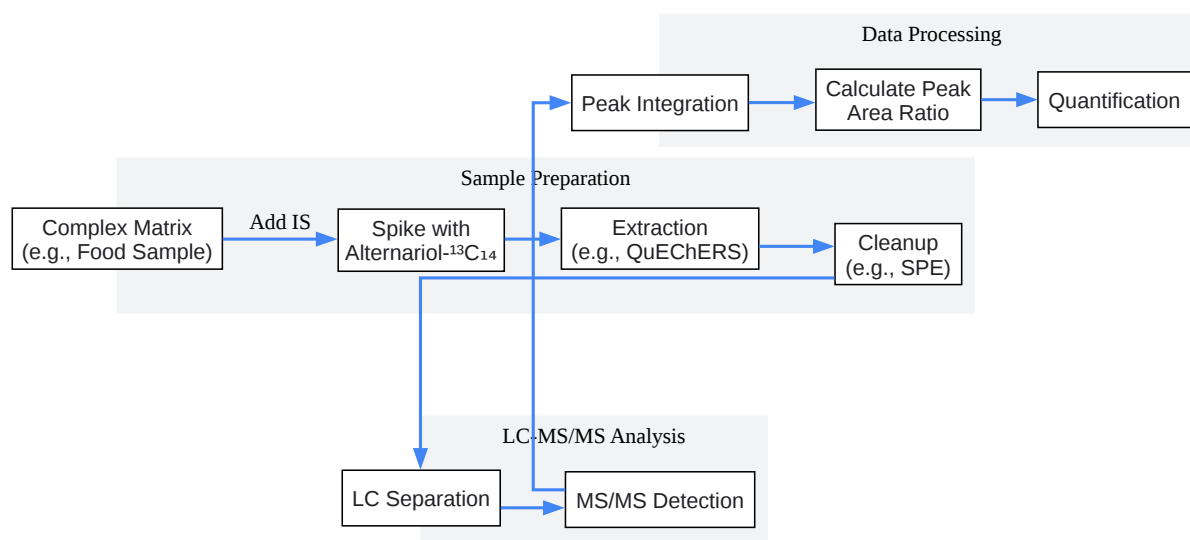 Data Processing
Peak Integration
Calculate Peak
Area Ratio
Quantification
Sample Preparation
Complex Matrix
(e.g., Food Sample)
Add IS
Spike with
Alternariol-¹³C₁₄
Extraction
(e.g., QuEChERS)
Cleanup
(e.g., SPE)
LC-MS/MS Analysis
LC Separation
MS/MS Detection